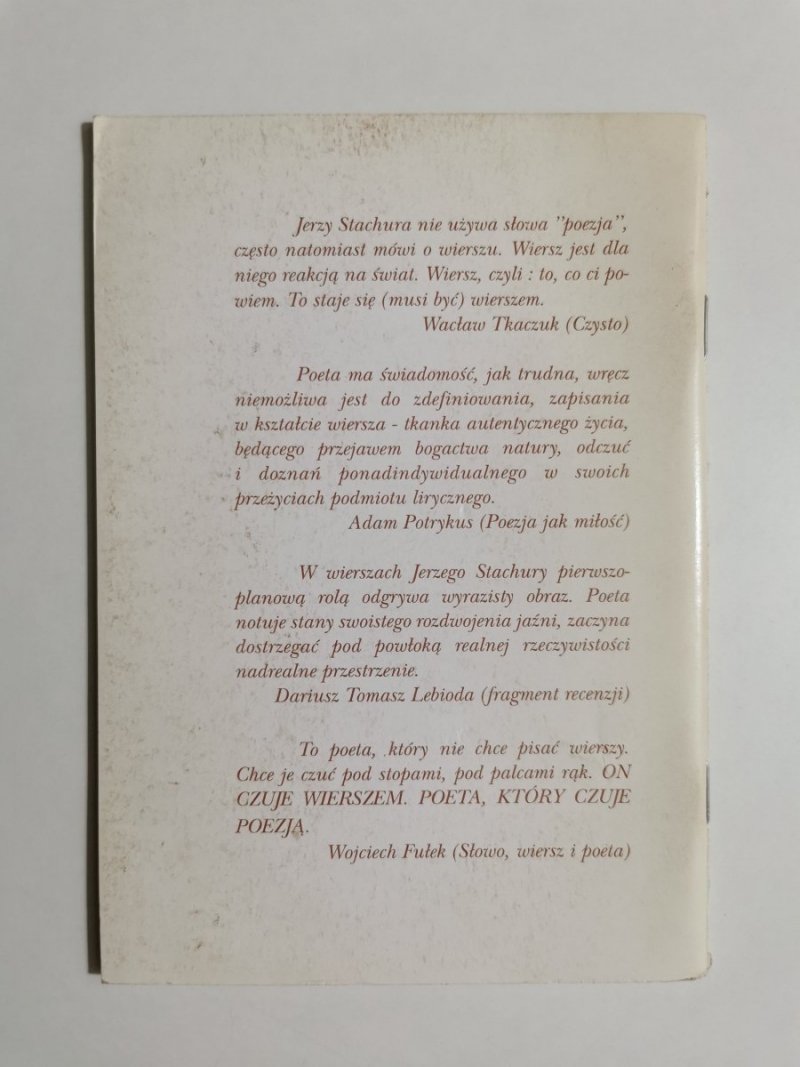 Jerzy Stachura nie używa słowa "poezja",
często natomiast mówi o wierszu. Wiersz jest dla
niego reakcją na świat. Wiersz, czyli : to, co ci po-
wiem. To staje się (musi być) wierszem.
Wacław Tkaczuk (Czysto)
Poeta ma świadomość, jak trudna, wręcz
niemożliwa jest do zdefiniowania, zapisania
w kształcie wiersza - tkanka autentycznego życia,
będącego przejawem bogactwa natury, odczuć
i doznań ponadindywidualnego w swoich
przeżyciach podmiotu lirycznego.
Adam Potrykus (Poezja jak miłość)
W wierszach Jerzego Stachury pierwszo-
planową rolą odgrywa wyrazisty obraz. Poeta
notuje stany swoistego rozdwojenia jaźni, zaczyna
dostrzegać pod powłoką realnej rzeczywistości
nadrealne przestrzenie.
Dariusz Tomasz Lebioda (fragment recenzji)
To poeta, który nie chce pisać wierszy.
Chce je czuć pod stopami, pod palcami rąk. ON
CZUJE WIERSZEM. POETA, KTÓRY CZUJE
POEZJĄ.
Wojciech Fułek (Słowo, wiersz i poeta)